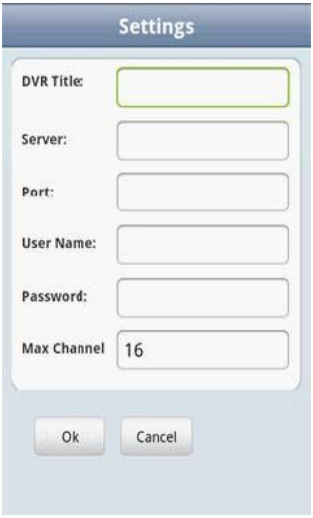 Settings
DVR Title:
Server:
Port:
User Name:
Password:
Max Channel 16
Ok Cancel